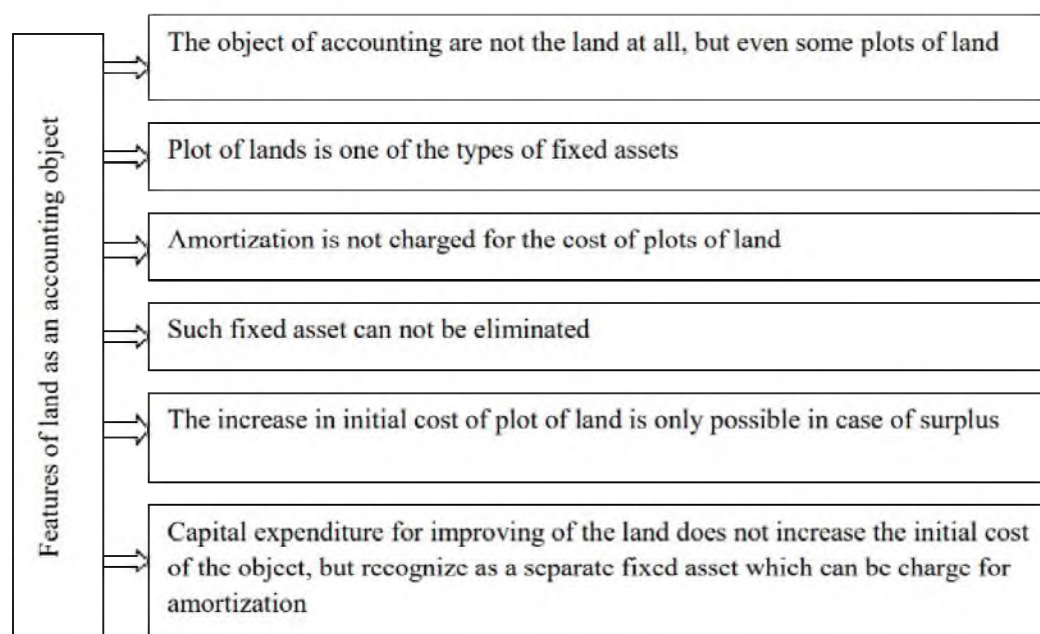 Features of land as an accounting object
The object of accounting are not the land at all, but even some plots of land
Plot of lands is one of the types of fixed assets
Amortization is not charged for the cost of plots of land
Such fixed asset can not be eliminated
The increase in initial cost of plot of land is only possible in case of surplus
Capital expenditure for improving of the land does not increase the initial cost
of the object, but recognize as a separate fixed asset which can be charge for
amortization